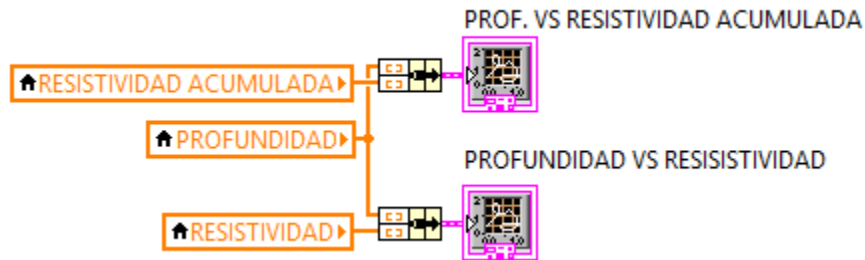 PROF. VS RESISTIVIDAD ACUMULADA
RESISTIVIDAD ACUMULADA
PROFUNDIDAD
PROFUNDIDAD VS RESISISTIVIDAD
RESISTIVIDAD